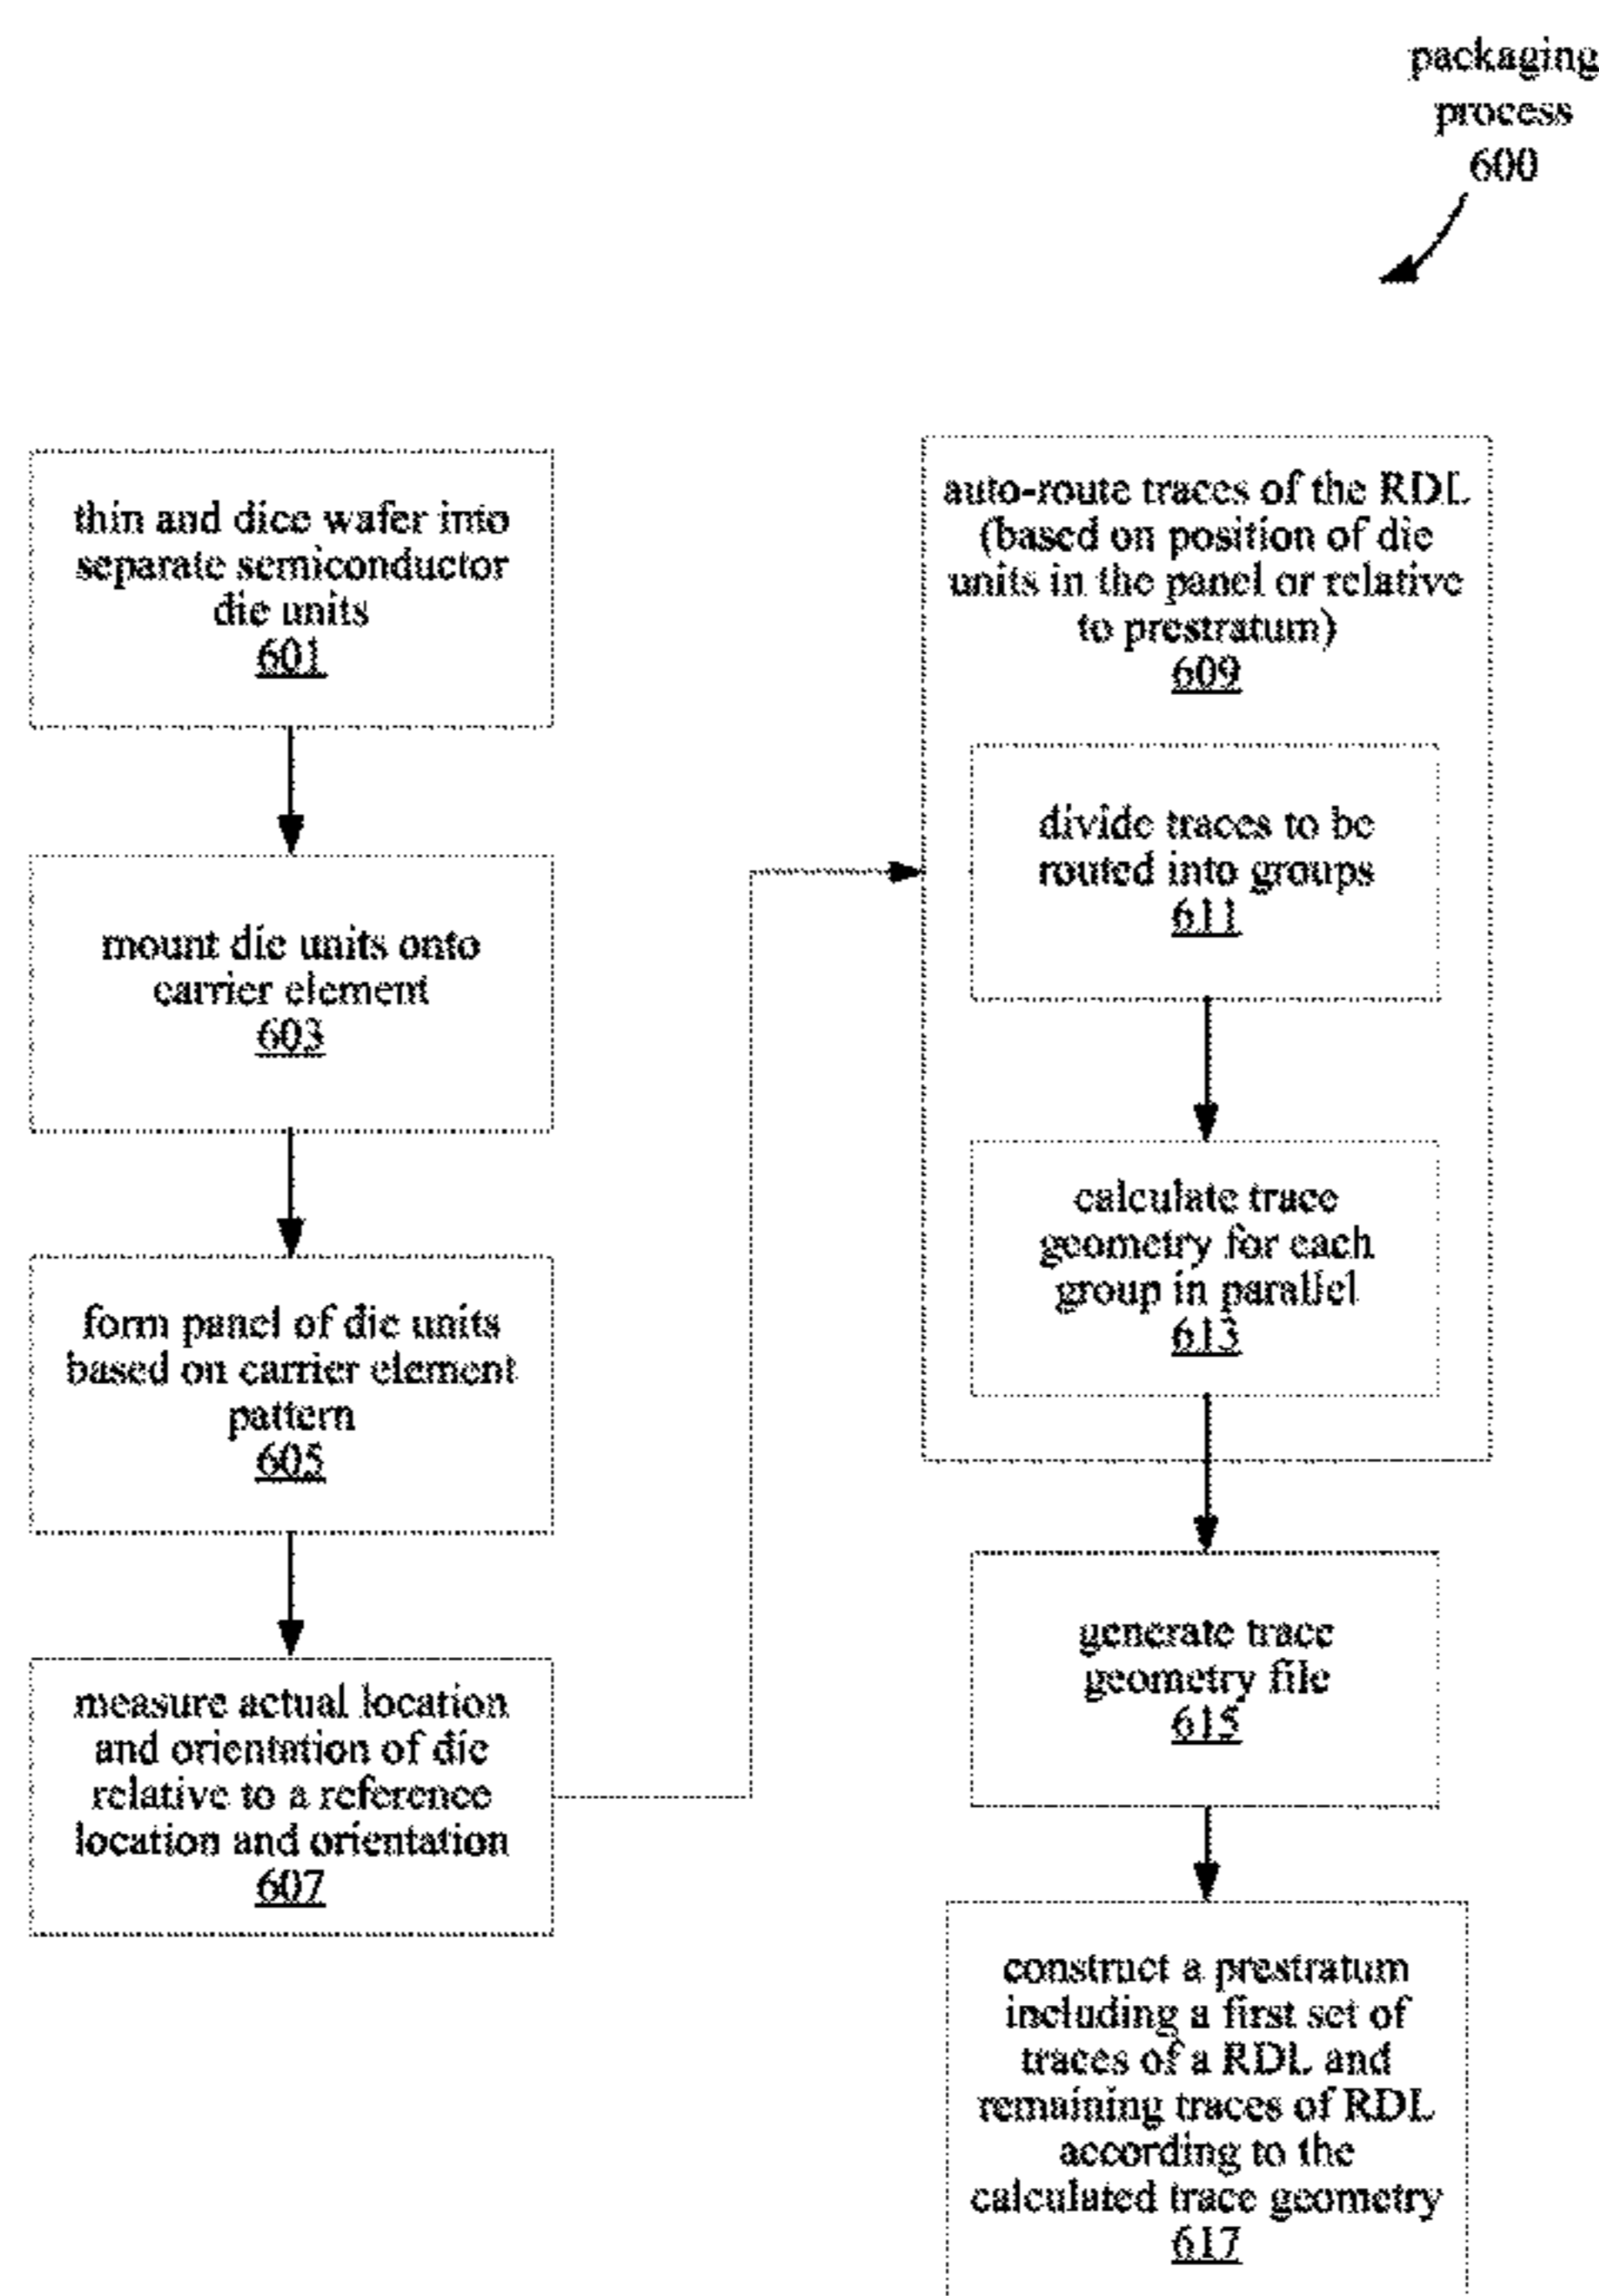 packaging
process
600
thin and dice wafer into
separate semiconductor
die units
601
mount die units onto
carrier element
603
form panel of die units
based on carrier element
pattern
605
measure actual location
and orientation of die
relative to a reference
location and orientation
607
auto-route traces of the RDL
(based on position of die
units in the panel or relative
to prestratum)
609
divide traces to be
routed into groups
611
calculate trace
geometry for each
group in parallel
613
generate trace
geometry file
615
construct a prestratum
including a first set of
traces of a RDL and
remaining traces of RDL
according to the
calculated trace geometry
617